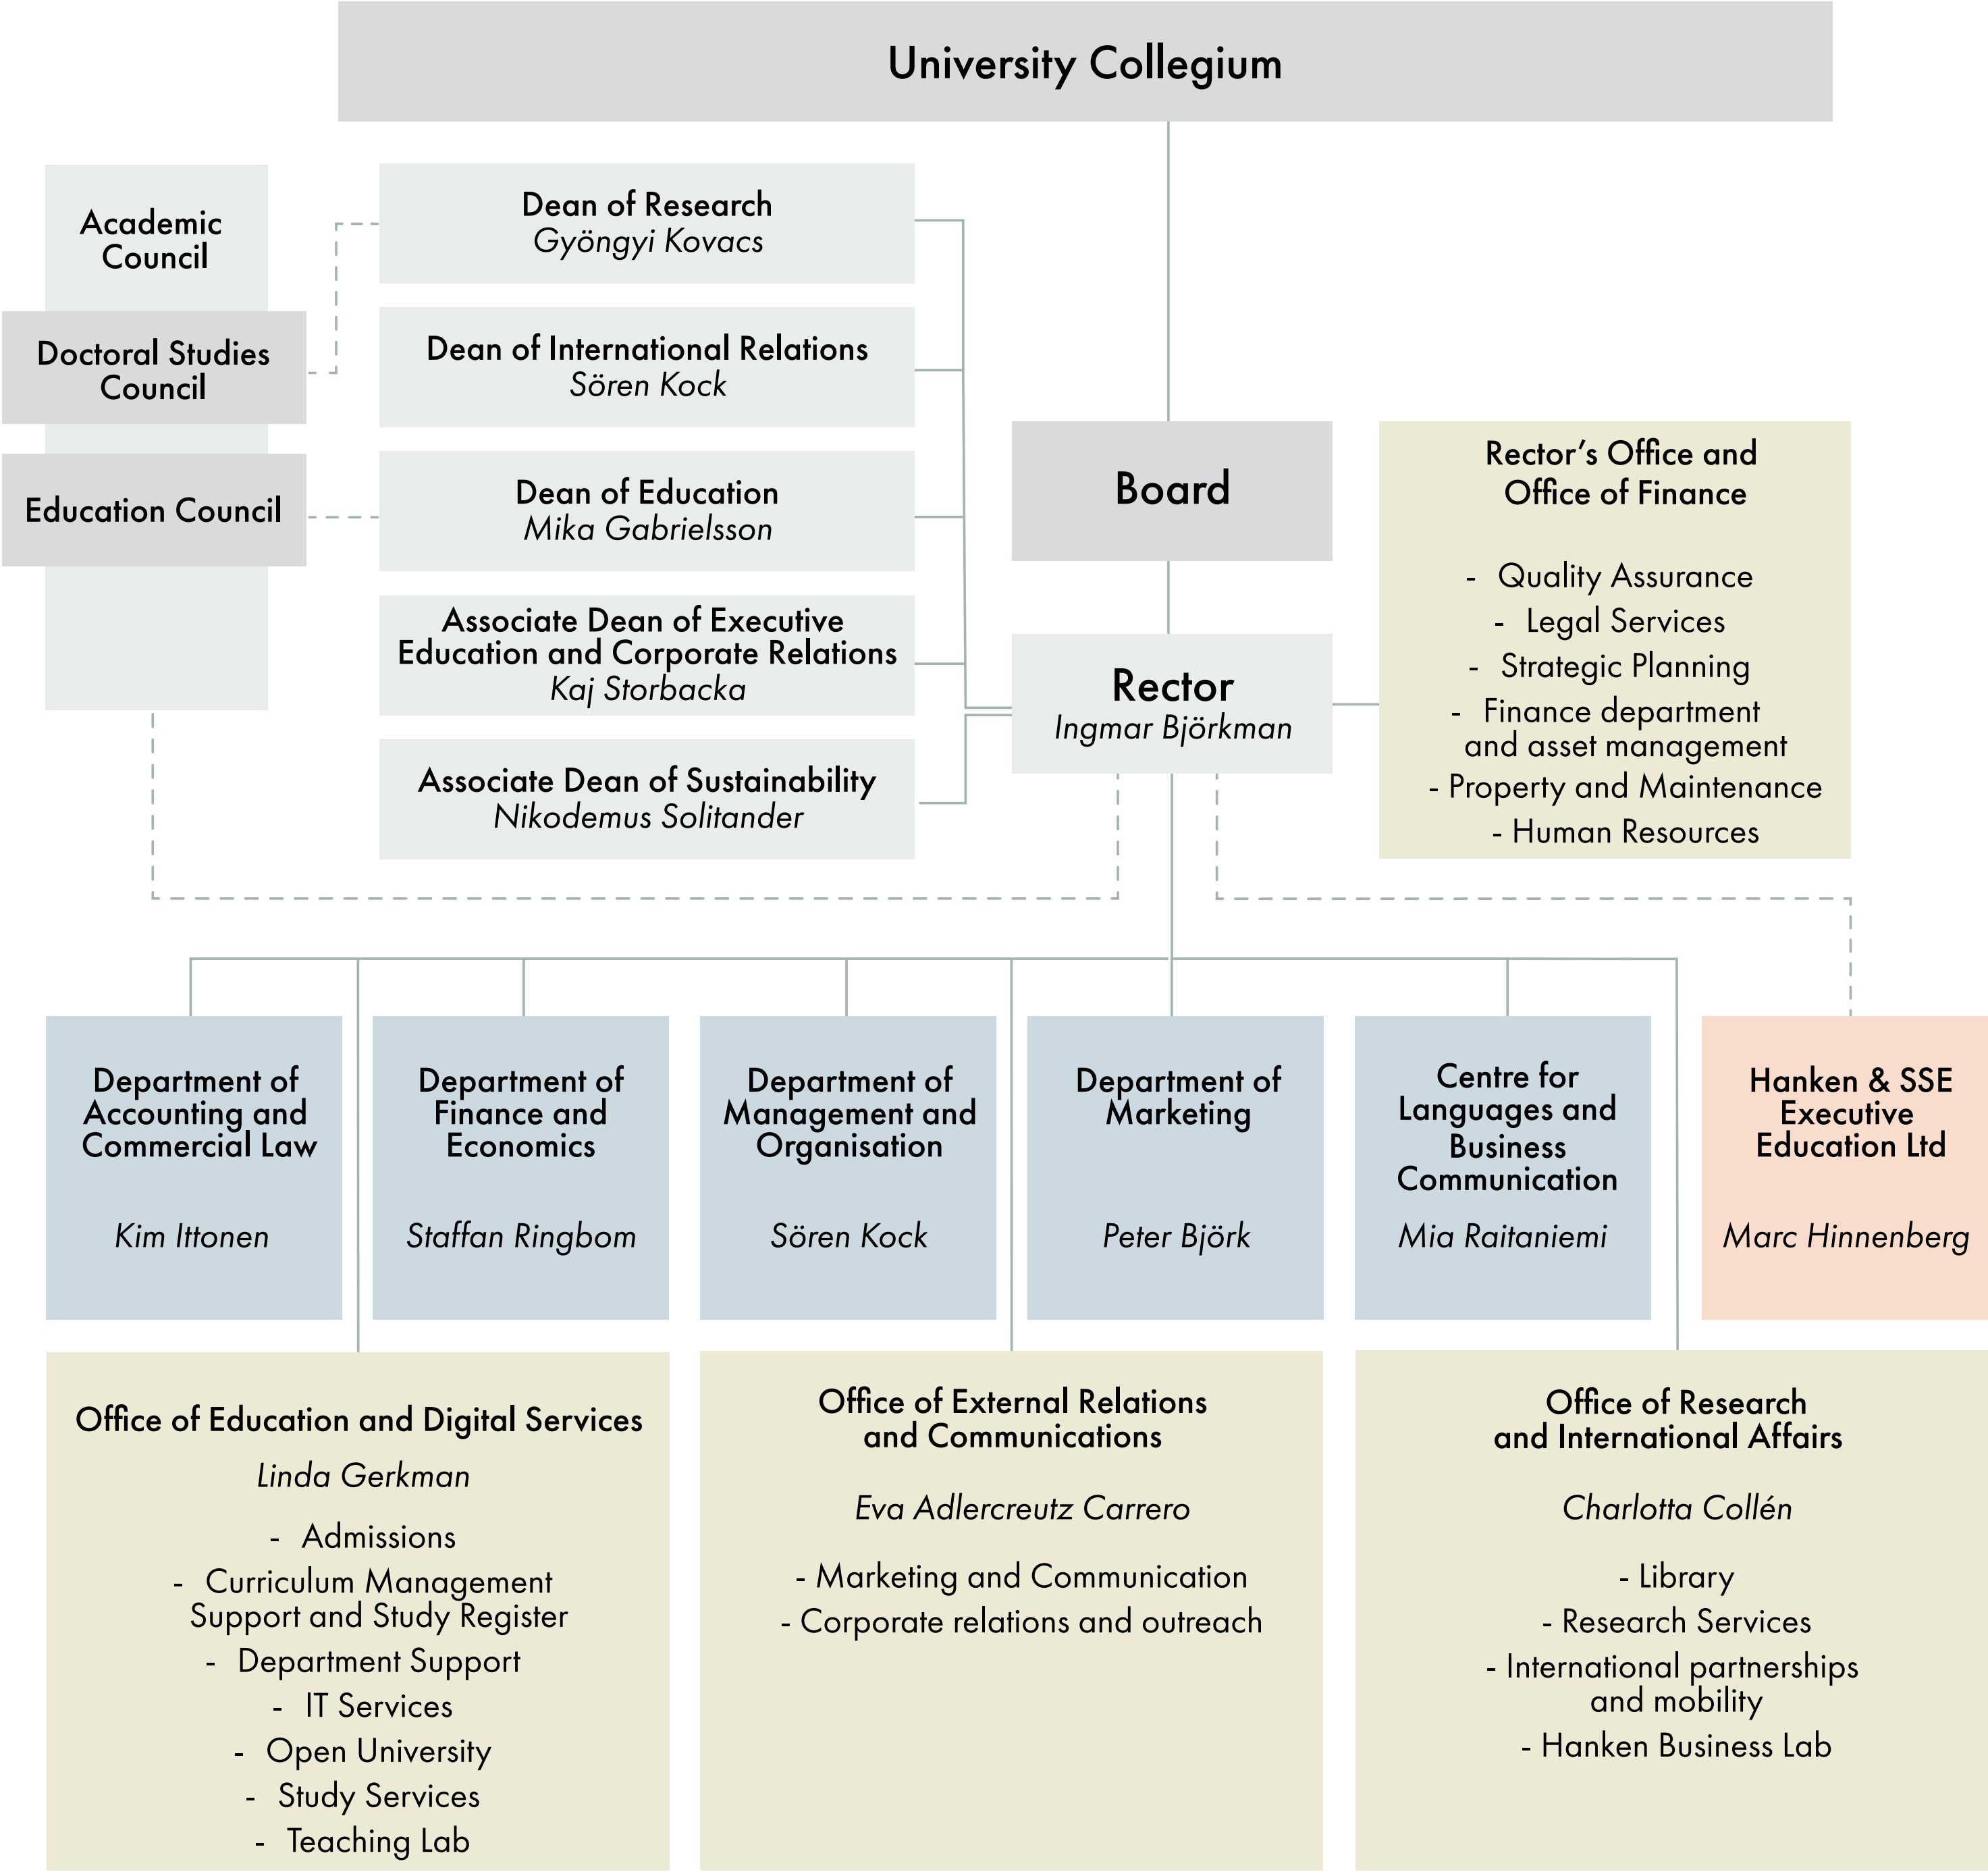 University Collegium
Academic
Council
Doctoral Studies
Council
Education Council
Dean of Research
Gyöngyi Kovacs
Dean of International Relations
Sören Kock
Dean of Education
Mika Gabrielsson
Associate Dean of Executive
Education and Corporate Relations
Kaj Storbacka
Associate Dean of Sustainability
Nikodemus Solitander
Board
Rector
Ingmar Björkman
Rector's Office and
Office of Finance
- Quality Assurance
- Legal Services
- Strategic Planning
- Finance department
and asset management
- Property and Maintenance
- Human Resources
Department of
Accounting and
Commercial Law
Kim Ittonen
Department of
Finance and
Economics
Staffan Ringbom
Department of
Management and
Organisation
Sören Kock
Department of
Marketing
Peter Björk
Centre for
Languages and
Business
Communication
Mia Raitaniemi
Hanken & SSE
Executive
Education Ltd
Marc Hinnenberg
Office of Education and Digital Services
Linda Gerkman
- Admissions
- Curriculum Management
Support and Study Register
- Department Support
- IT Services
- Open University
- Study Services
- Teaching Lab
Office of External Relations
and Communications
Eva Adlercreutz Carrero
- Marketing and Communication
- Corporate relations and outreach
Office of Research
and International Affairs
Charlotta Collén
- Library
- Research Services
- International partnerships
and mobility
- Hanken Business Lab